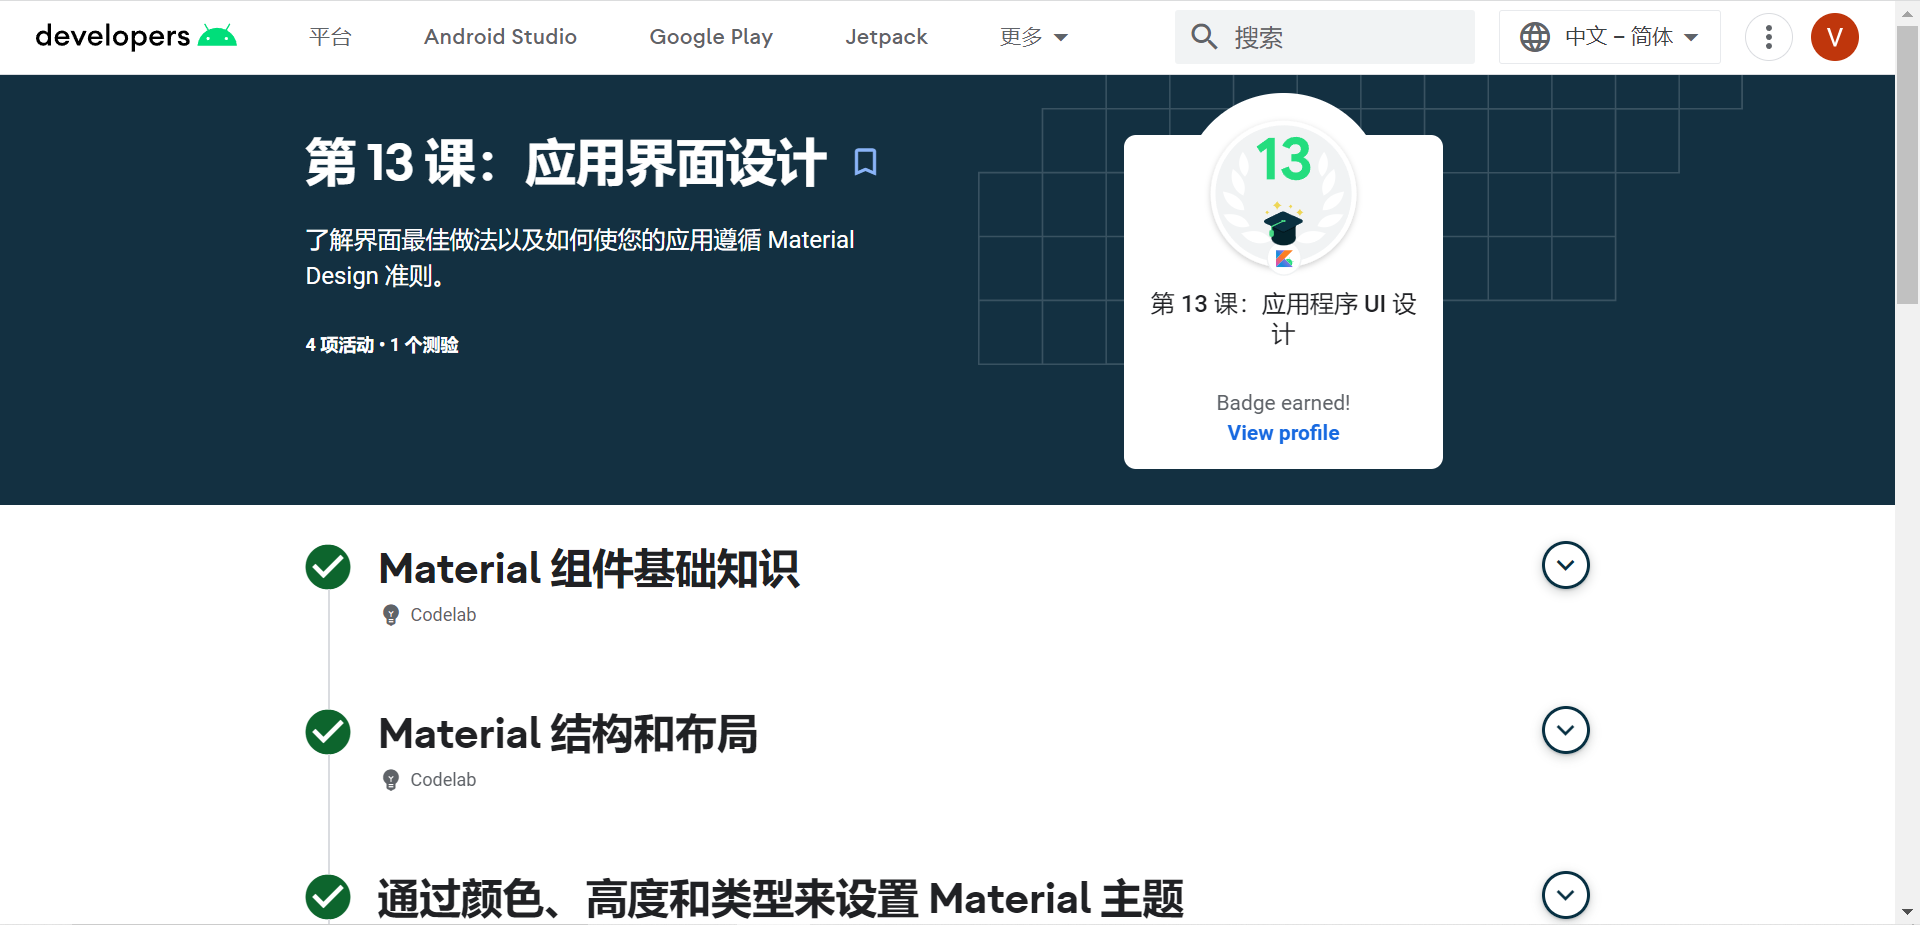 developers
平台
Android Studio
Google Play
Jetpack
更多
搜索
中文 – 简体
V
第 13 课：应用界面设计
了解界面最佳做法以及如何使您的应用遵循 Material
Design 准则。
4 项活动 • 1 个测验
13
第 13 课：应用程序 UI 设
计
Badge earned!
View profile
Material 组件基础知识
Codelab
Material 结构和布局
Codelab
通过颜色、高度和类型来设置 Material 主题